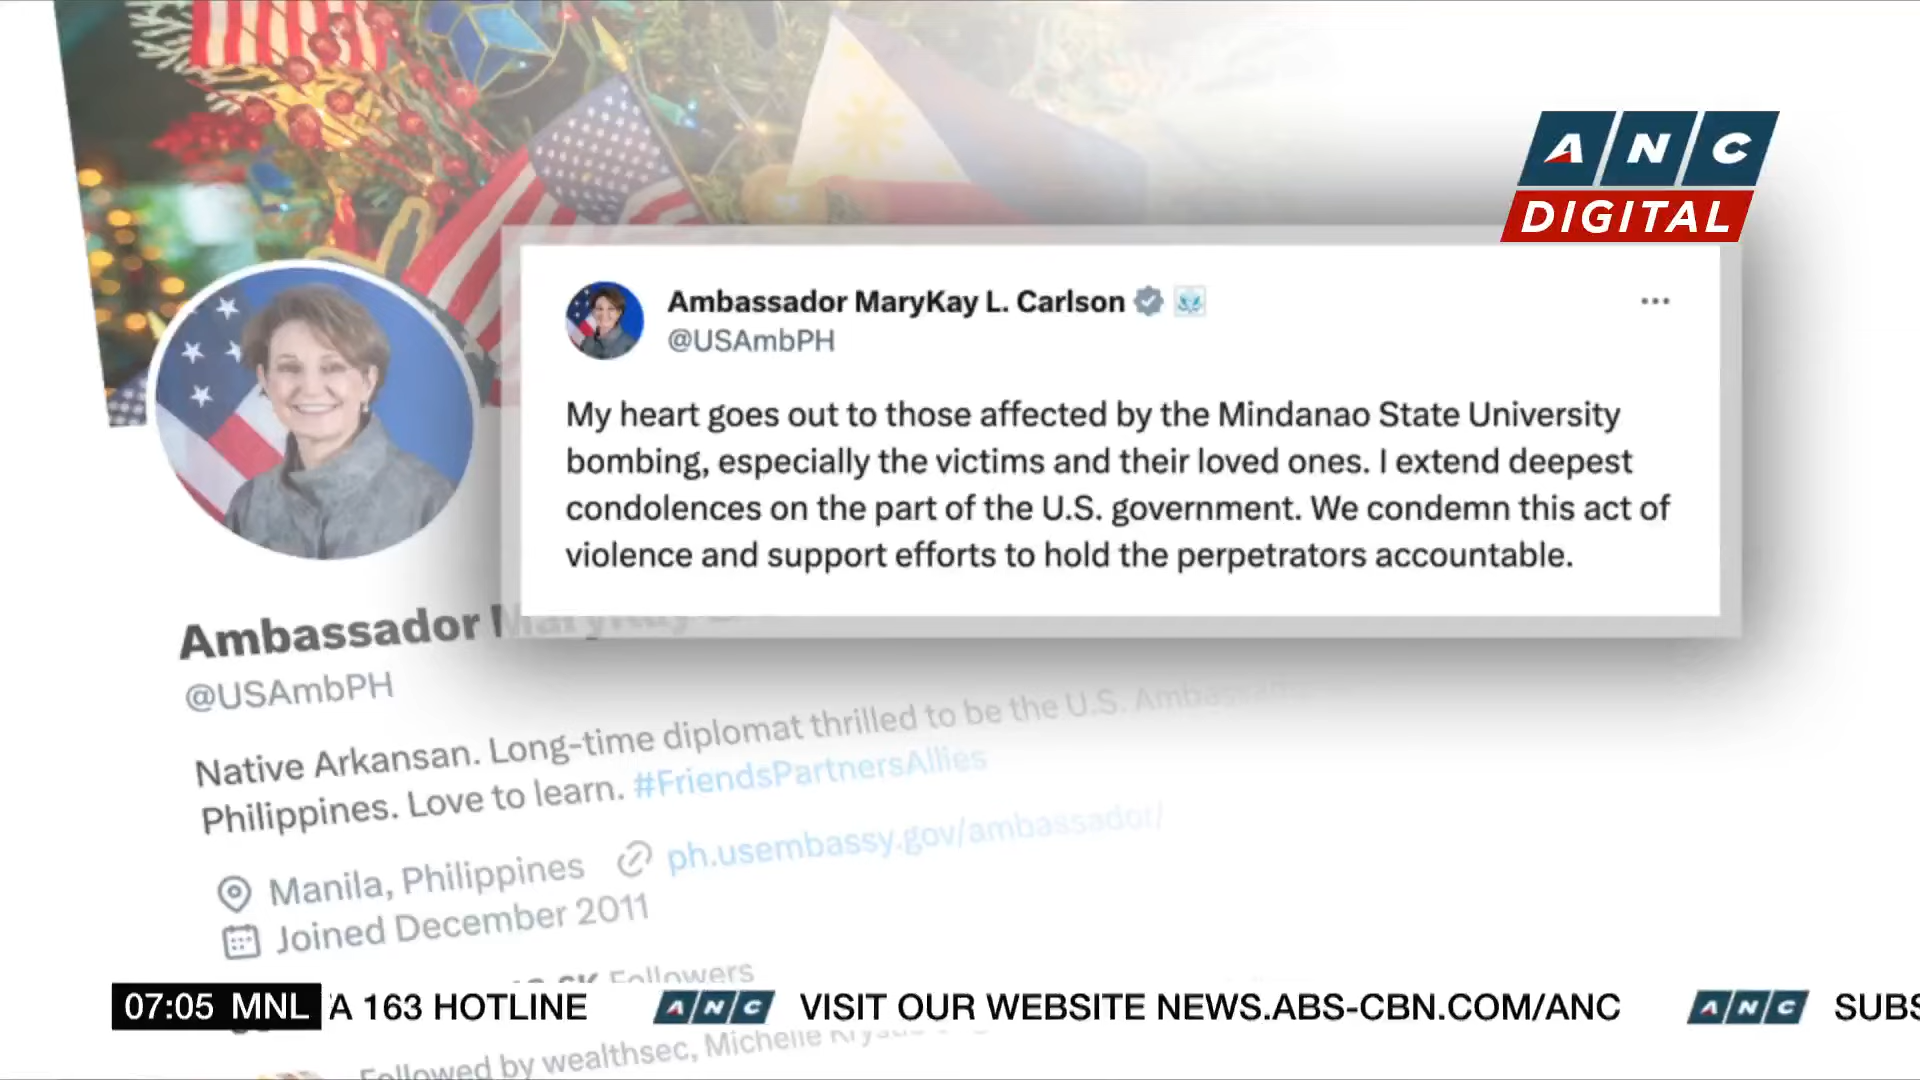 ANC
DIGITAL
Ambassador MaryKay L. Carlson
@USAmbPH
My heart goes out to those affected by the Mindanao State University
bombing, especially the victims and their loved ones. I extend deepest
condolences on the part of the U.S. government. We condemn this act of
violence and support efforts to hold the perpetrators accountable.
Ambassador MaryKay
@USAmbPH
Native Arkansan. Long-time diplomat thrilled to be the U.S. Ambassador
Philippines. Love to learn. #FriendsPartnersAllies
Manila, Philippines ph.usembassy.gov/ambassador/
Joined December 2011
Followers
Followed by wealthsec, Michelle
07:05 MNL 163 HOTLINE ANC VISIT OUR WEBSITE NEWS.ABS-CBN.COM/ANC ANC SUBS